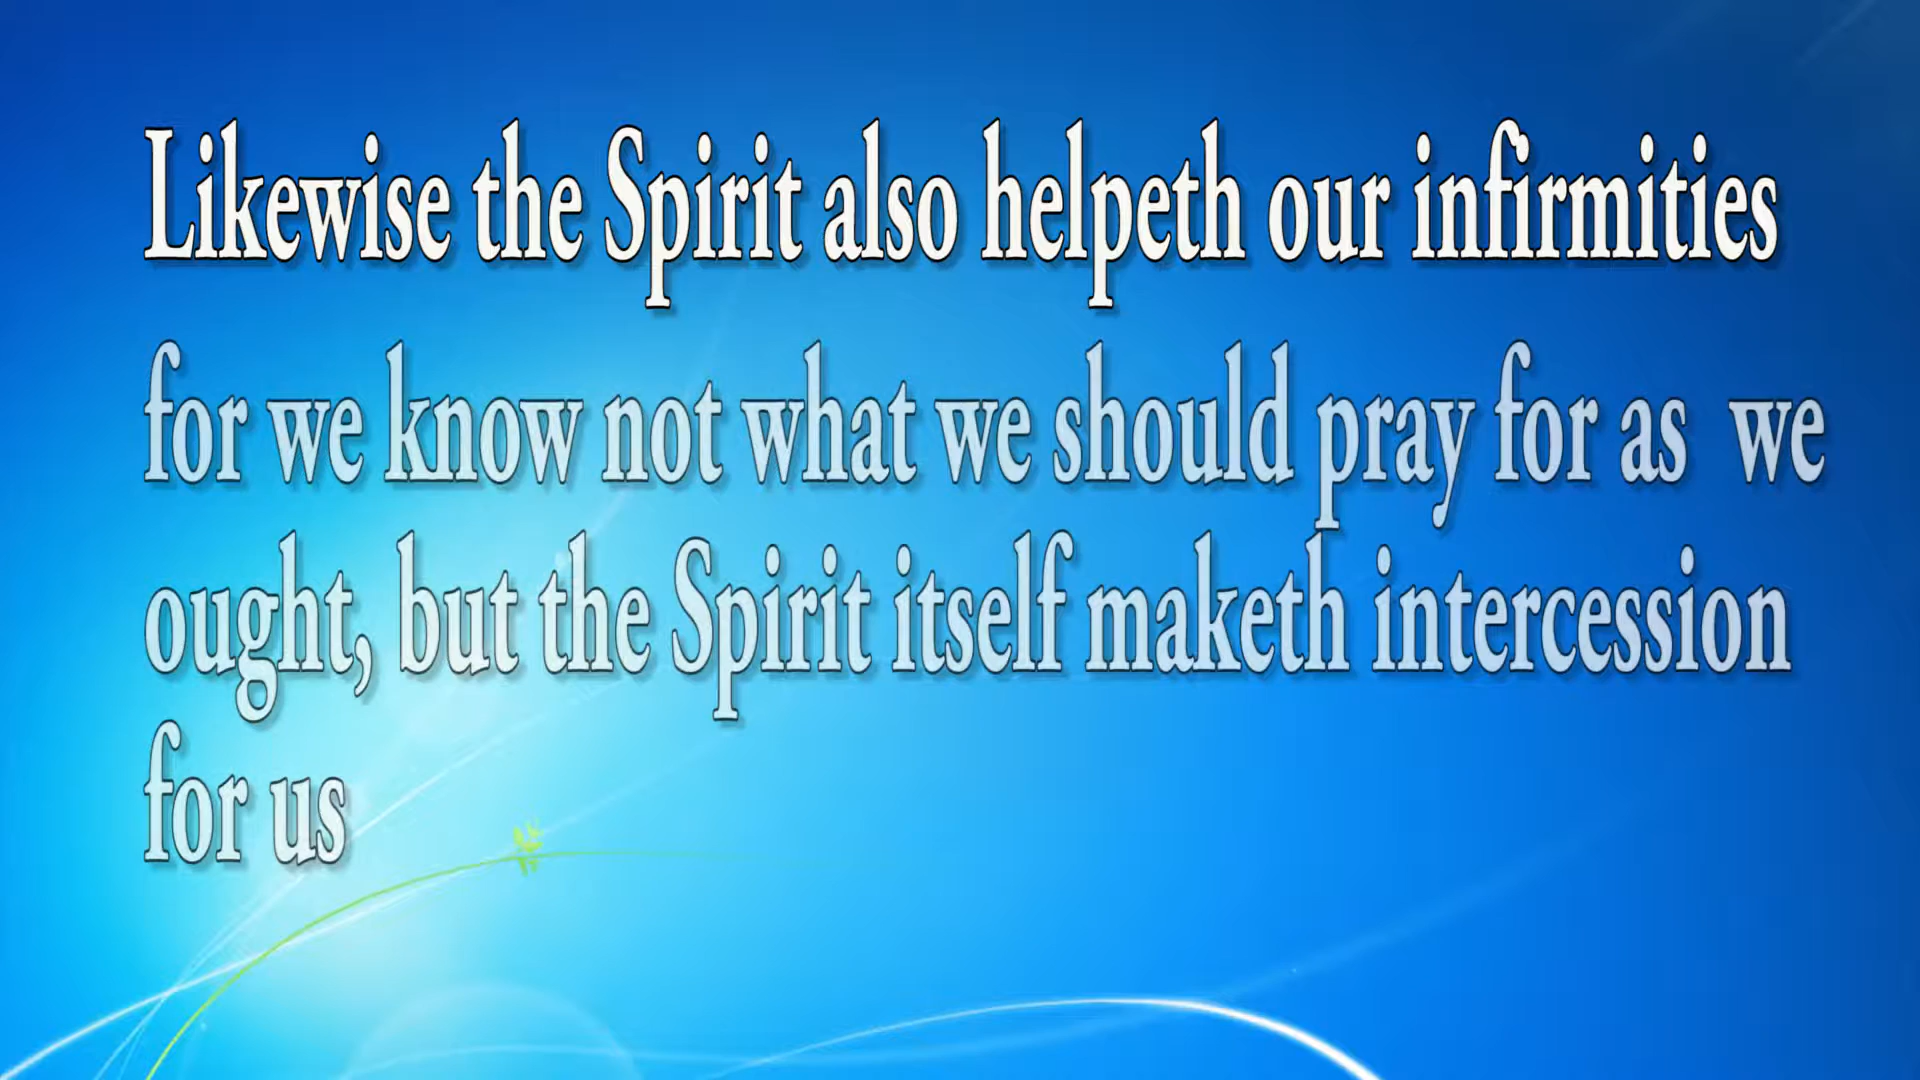 Likewise the Spirit also helpeth our infirmities
for we know not what we should pray for as  we
ought, but the Spirit itself maketh intercession
for us